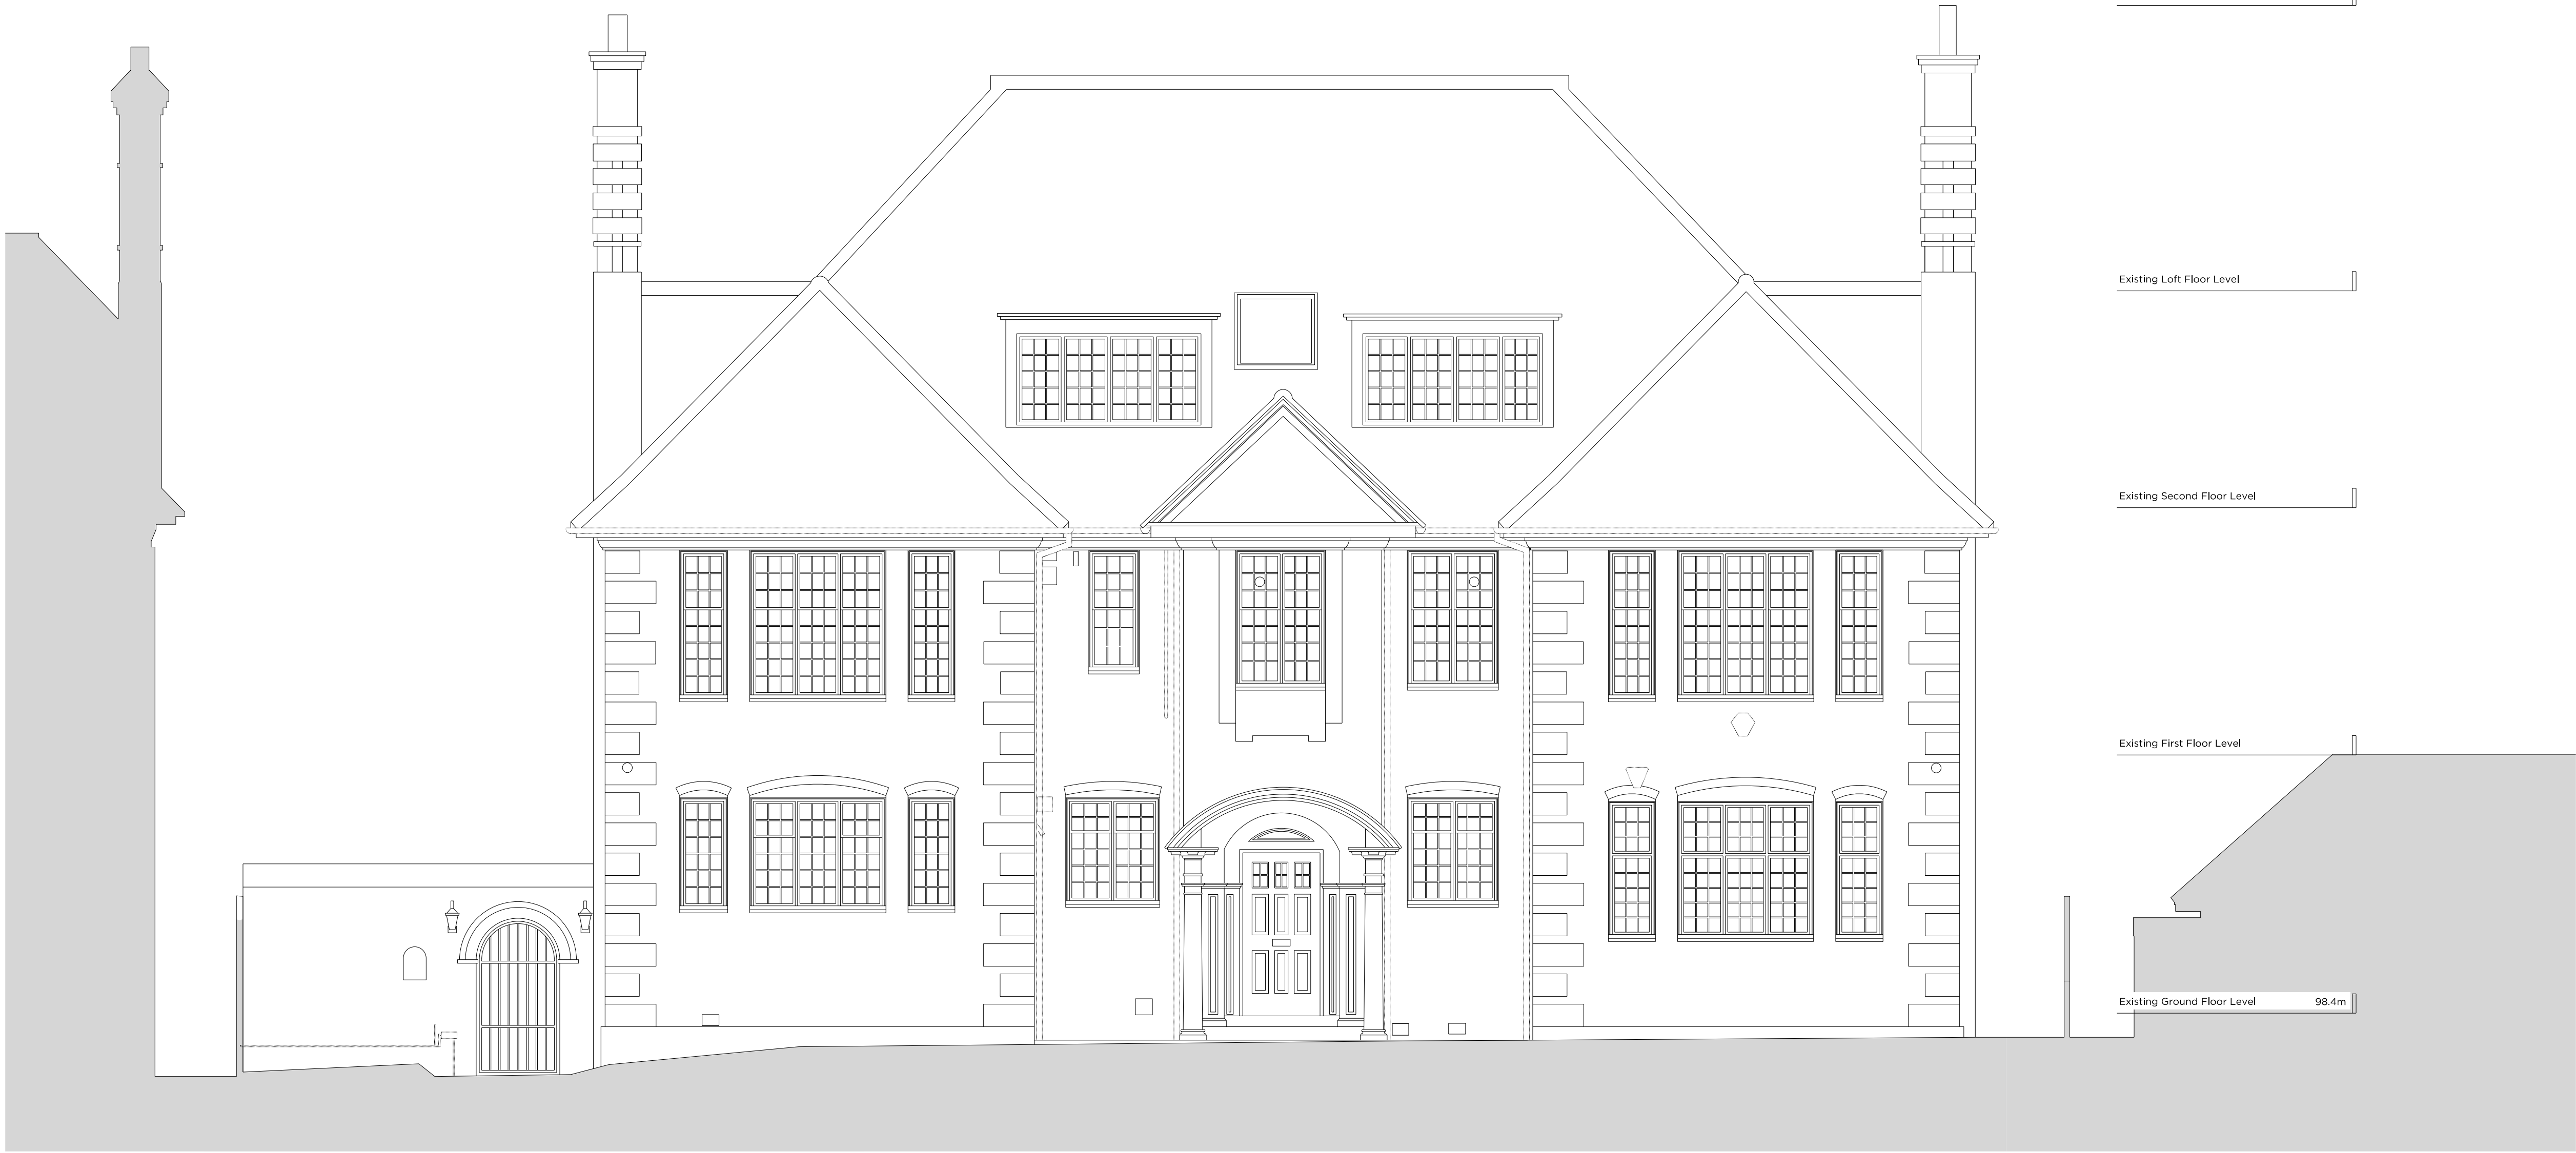 Existing Loft Floor Level
Existing Second Floor Level
Existing First Floor Level
Existing Ground Floor Level 98.4m